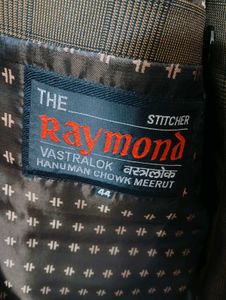 THE
STITCHER
Raymond
VASTRALOK वस्त्रलोक
HANUMAN CHOWK MEERUT
44